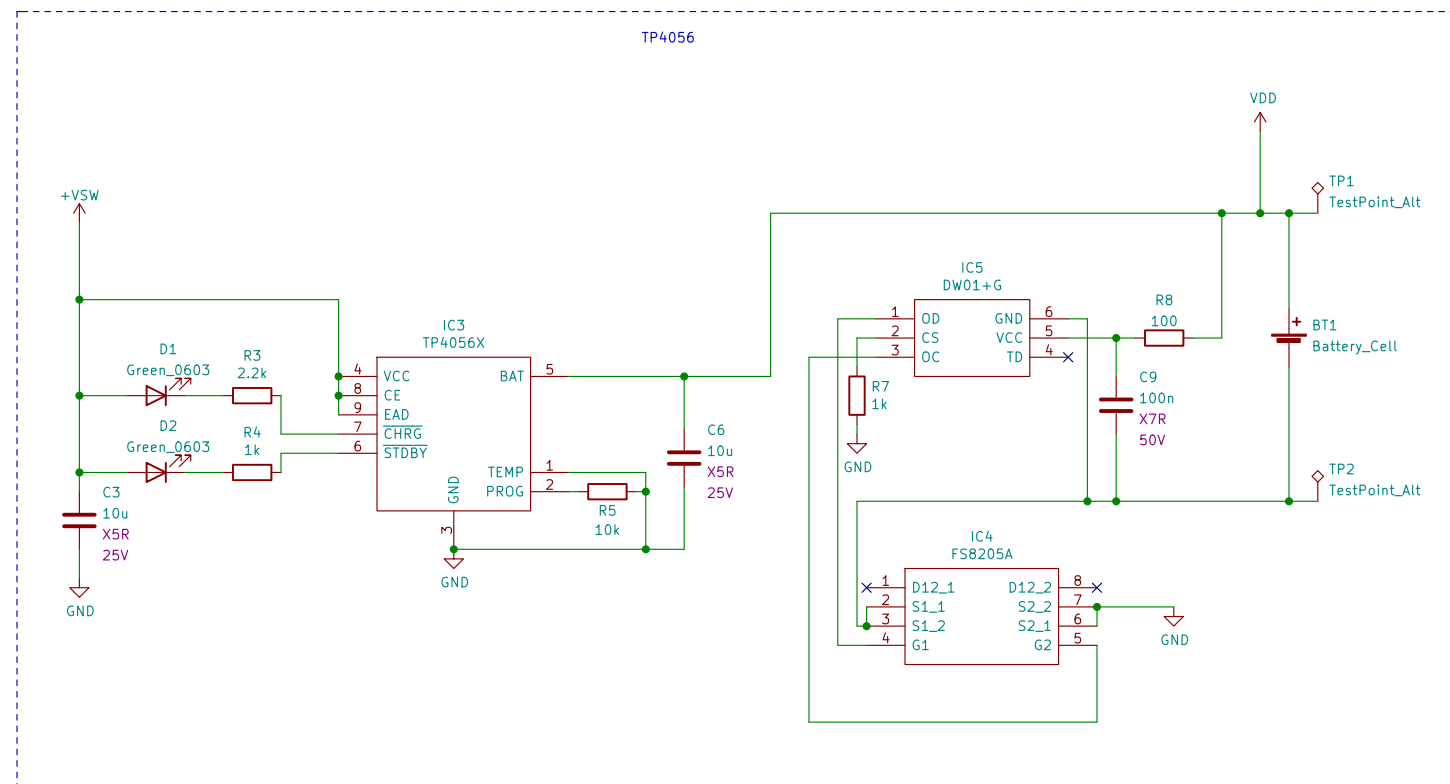 TP4056
VDD
+VSW
TP1
TestPoint_Alt
IC5
DW01+G
1 OD GND 6
2 CS VCC 5
3 OC TD 4
R8
100
BT1
Battery_Cell
IC3
TP4056X
D1
Green_0603
R3
2.2k
4 VCC BAT 5
8 CE
9 EAD
7 CHRG
6 STDBY
TEMP 1
PROG 2
GND
3
D2
Green_0603
R4
1k
R7
1k
GND
C9
100n
X7R
50V
C6
10u
X5R
25V
TP2
TestPoint_Alt
C3
10u
X5R
25V
R5
10k
GND
GND
IC4
FS8205A
1 D12_1 D12_2 8
2 S1_1 S2_2 7
3 S1_2 S2_1 6
4 G1 G2 5
GND